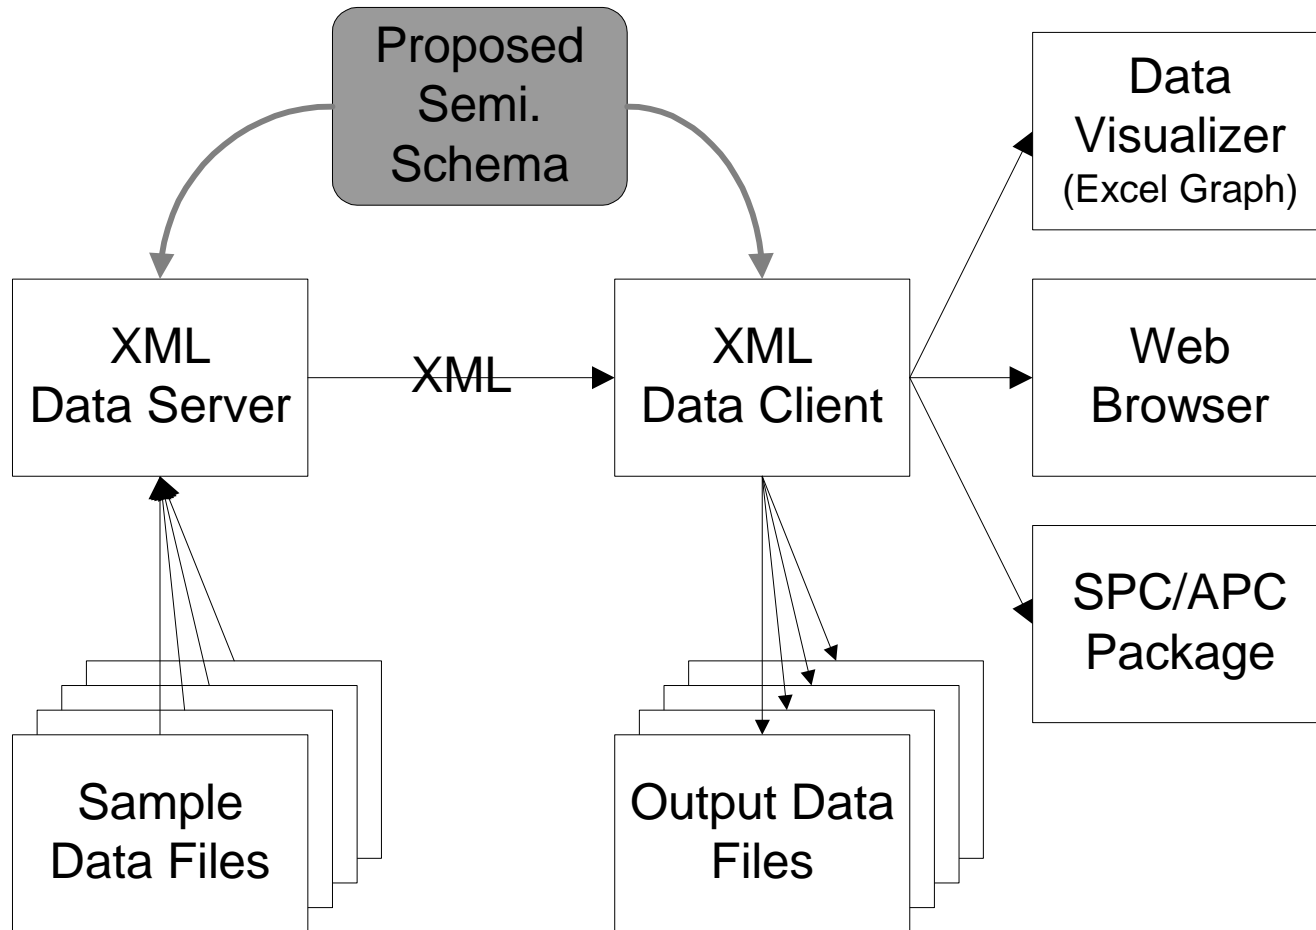 Proposed
Semi.
Schema
Data
Visualizer
(Excel Graph)
XML
Data Server
XML
XML
Data Client
Web
Browser
SPC/APC
Package
Sample
Data Files
Output Data
Files